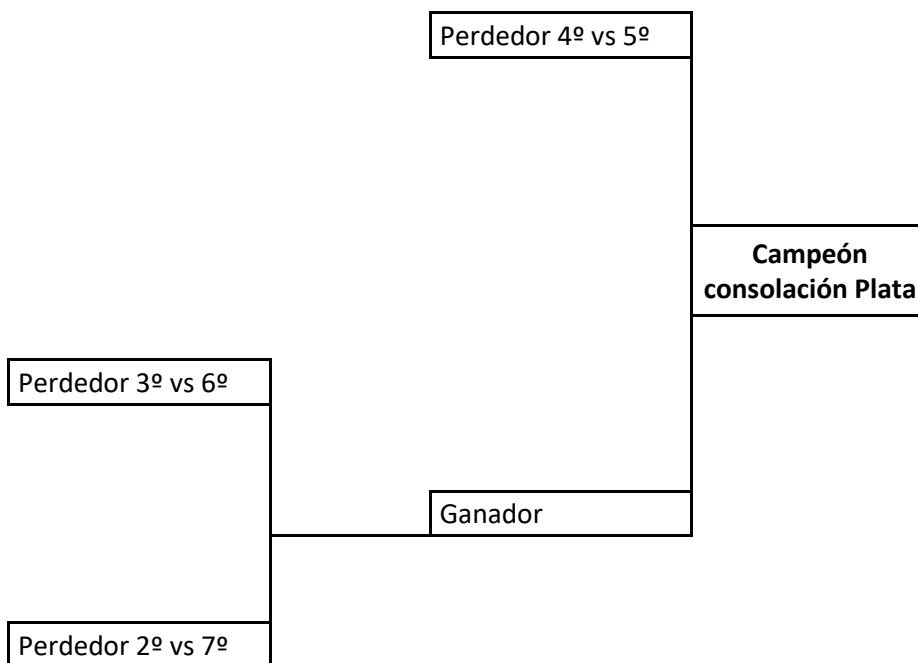 Perdedor 4º vs 5º
Campeón
consolación Plata
Perdedor 3º vs 6º
Ganador
Perdedor 2º vs 7º